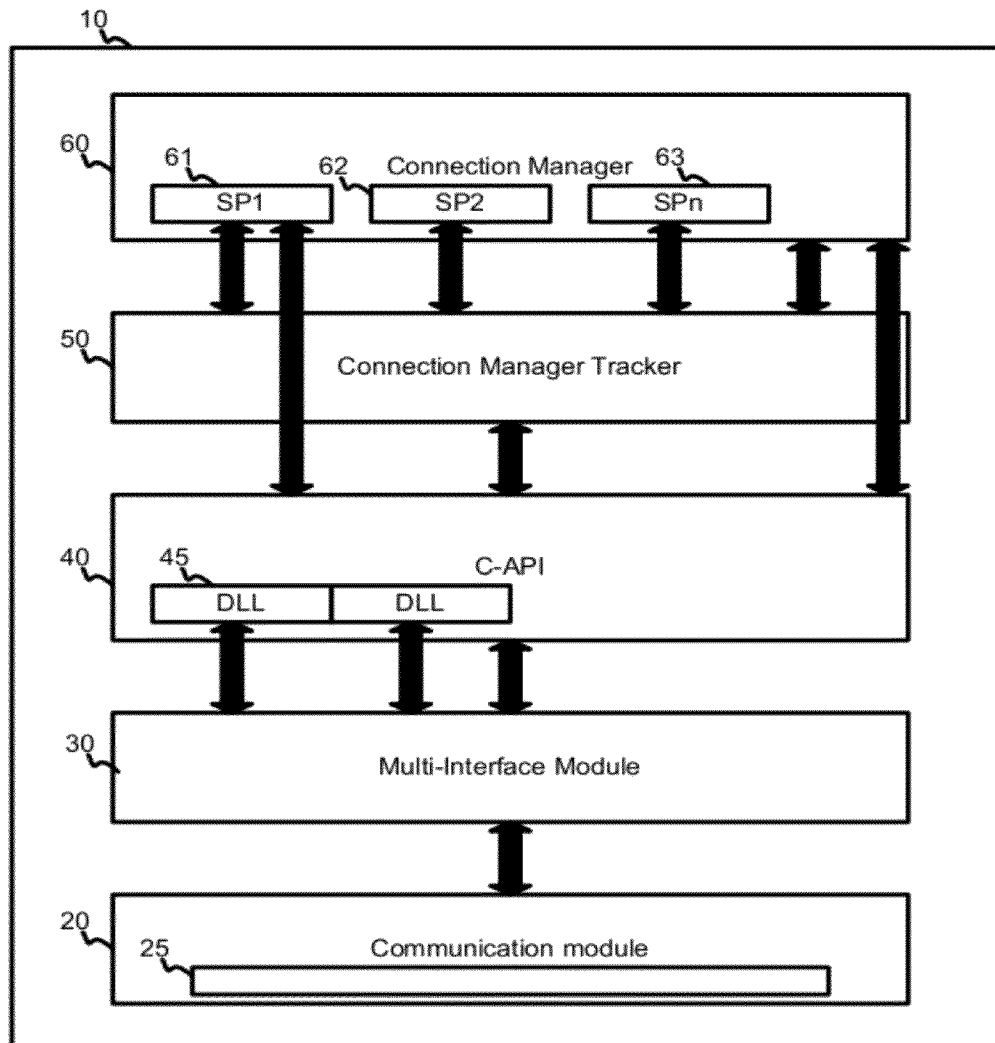 10
60
61
62
Connection Manager
63
SP1
SP2
SPn
50
Connection Manager Tracker
40
45
C-API
DLL
DLL
30
Multi-Interface Module
20
25
Communication module